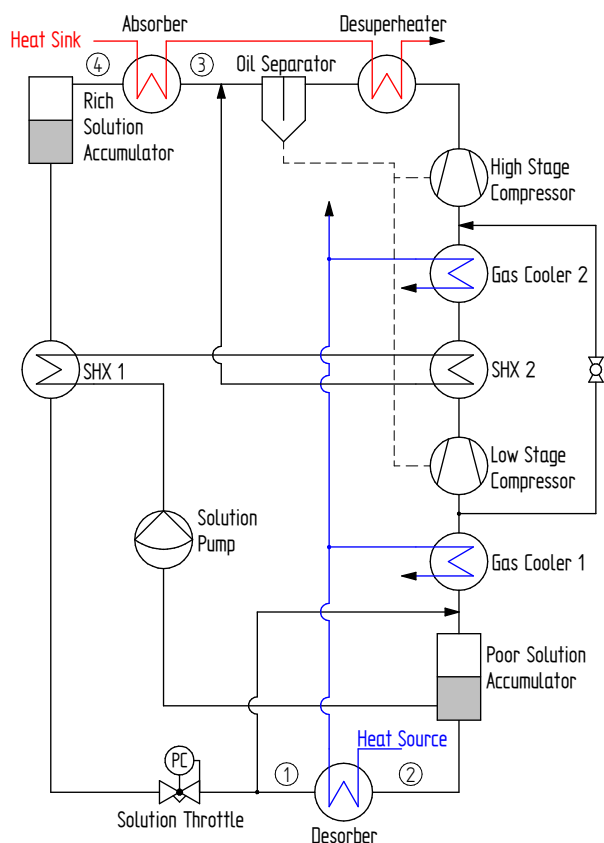 Absorber
Desuperheater
Heat Sink
4
3
Oil Separator
Rich
Solution
Accumulator
High Stage
Compressor
Gas Cooler 2
SHX 1
SHX 2
Low Stage
Compressor
Solution
Pump
Gas Cooler 1
Poor Solution
Accumulator
Heat Source
PC
1
2
Solution Throttle
Desorber